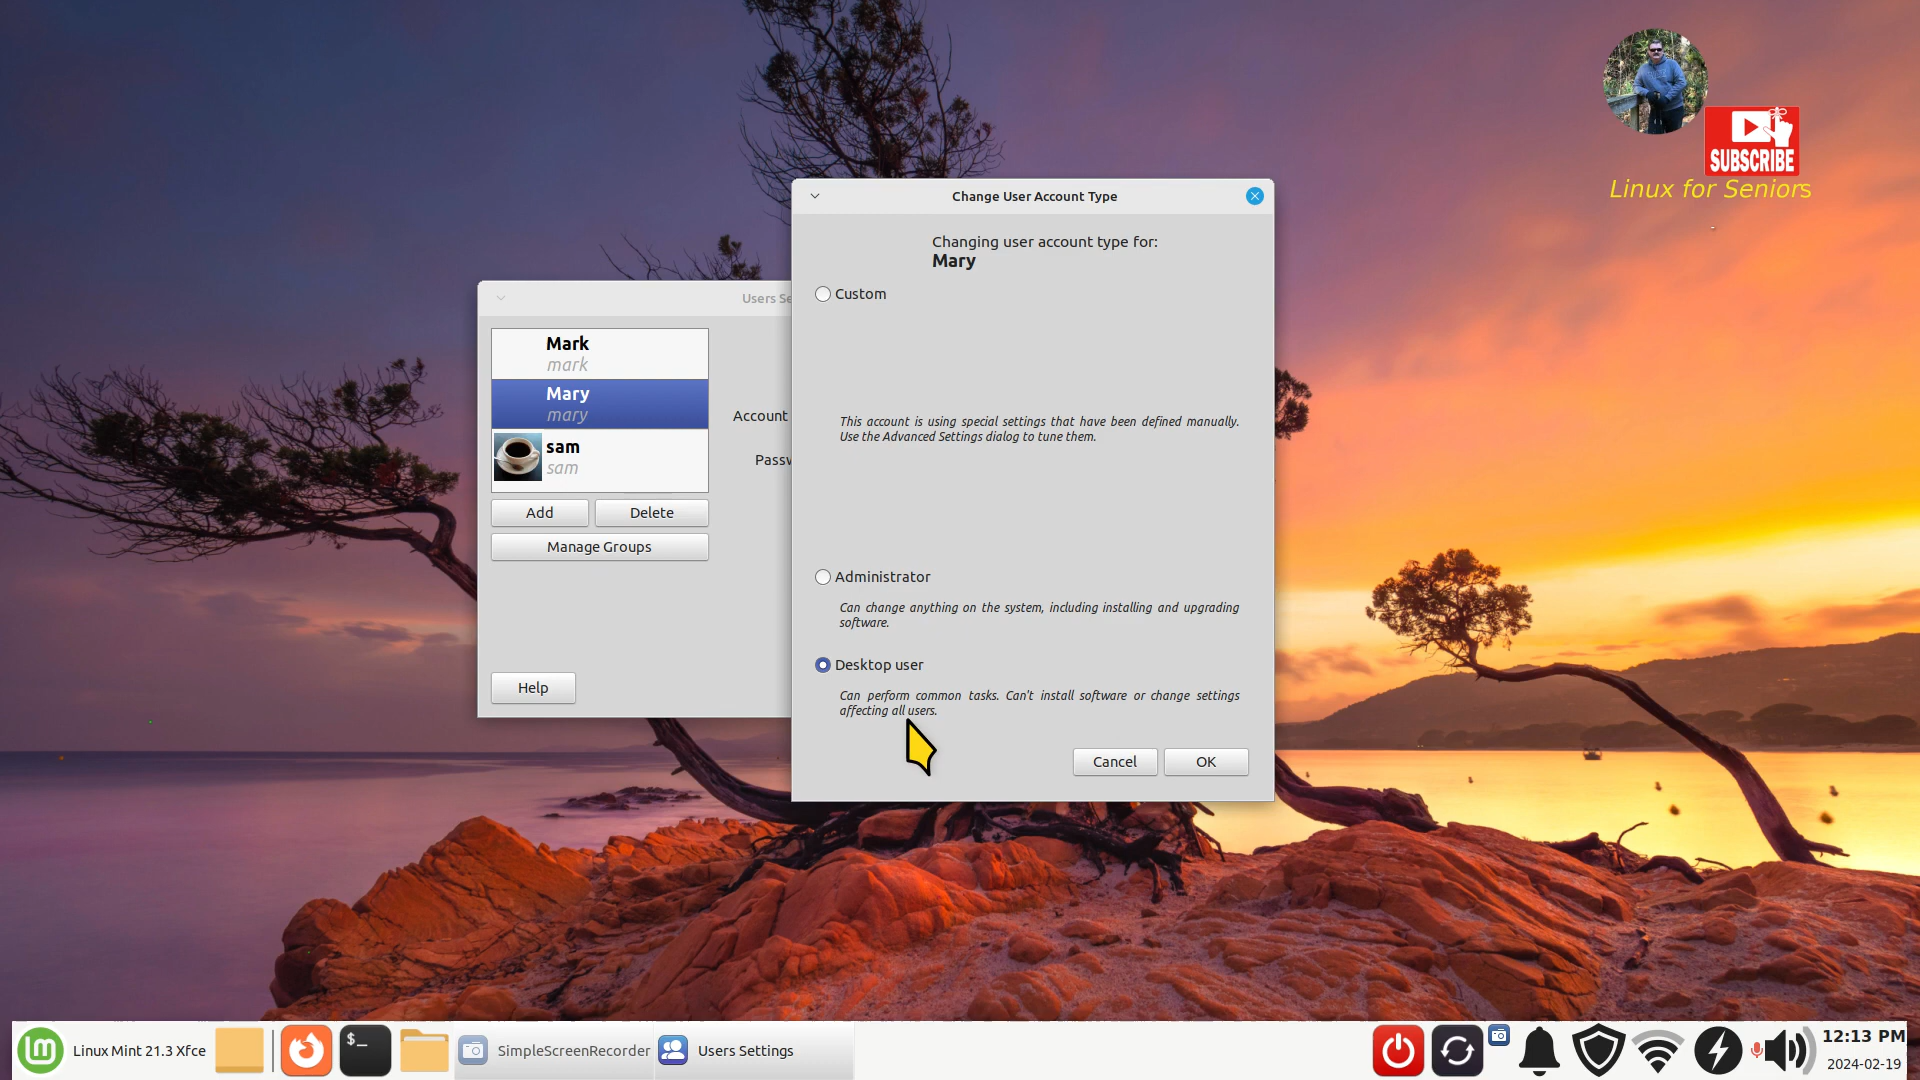 SUBSCRIBE
Linux for Seniors
Change User Account Type
Changing user account type for:
Mary
Custom
This account is using special settings that have been defined manually.
Use the Advanced Settings dialog to tune them.
Administrator
Can change anything on the system, including installing and upgrading
software.
Desktop user
Can perform common tasks. Can't install software or change settings
affecting all users.
Cancel
OK
Users Se
Mark
mark
Mary
mary
sam
sam
Account
Passw
Add
Delete
Manage Groups
Help
Linux Mint 21.3 Xfce
$_
SimpleScreenRecorder
Users Settings
12:13 PM
2024-02-19